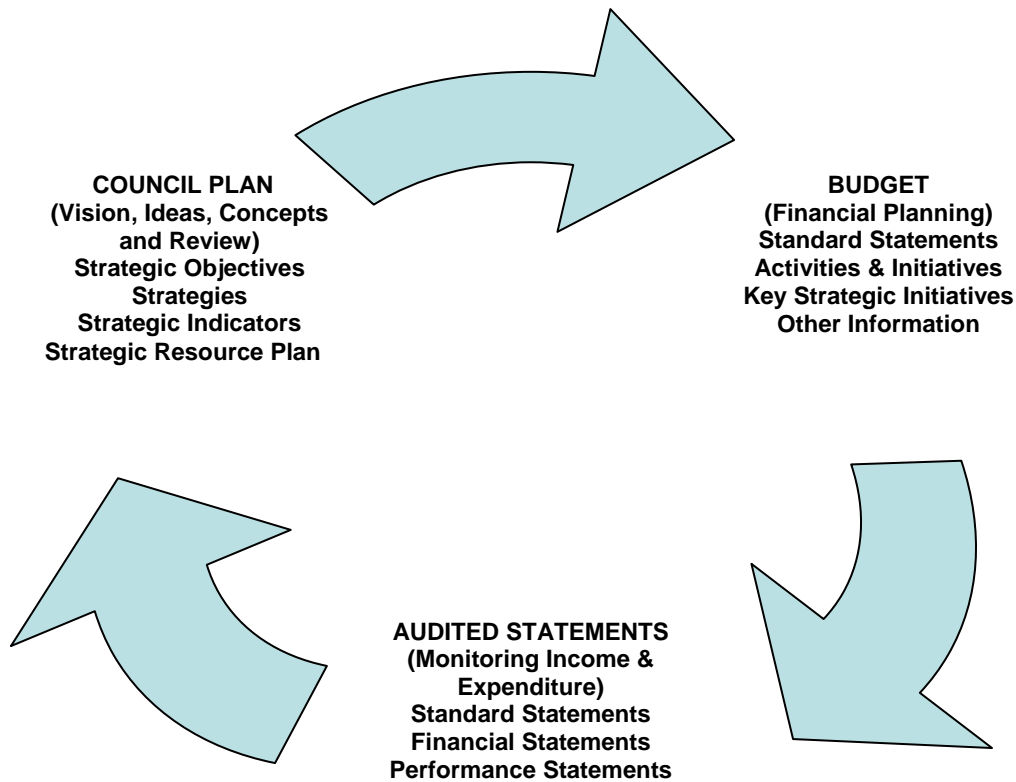 COUNCIL PLAN
(Vision, Ideas, Concepts
and Review)
Strategic Objectives
Strategies
Strategic Indicators
Strategic Resource Plan
BUDGET
(Financial Planning)
Standard Statements
Activities & Initiatives
Key Strategic Initiatives
Other Information
AUDITED STATEMENTS
(Monitoring Income &
Expenditure)
Standard Statements
Financial Statements
Performance Statements